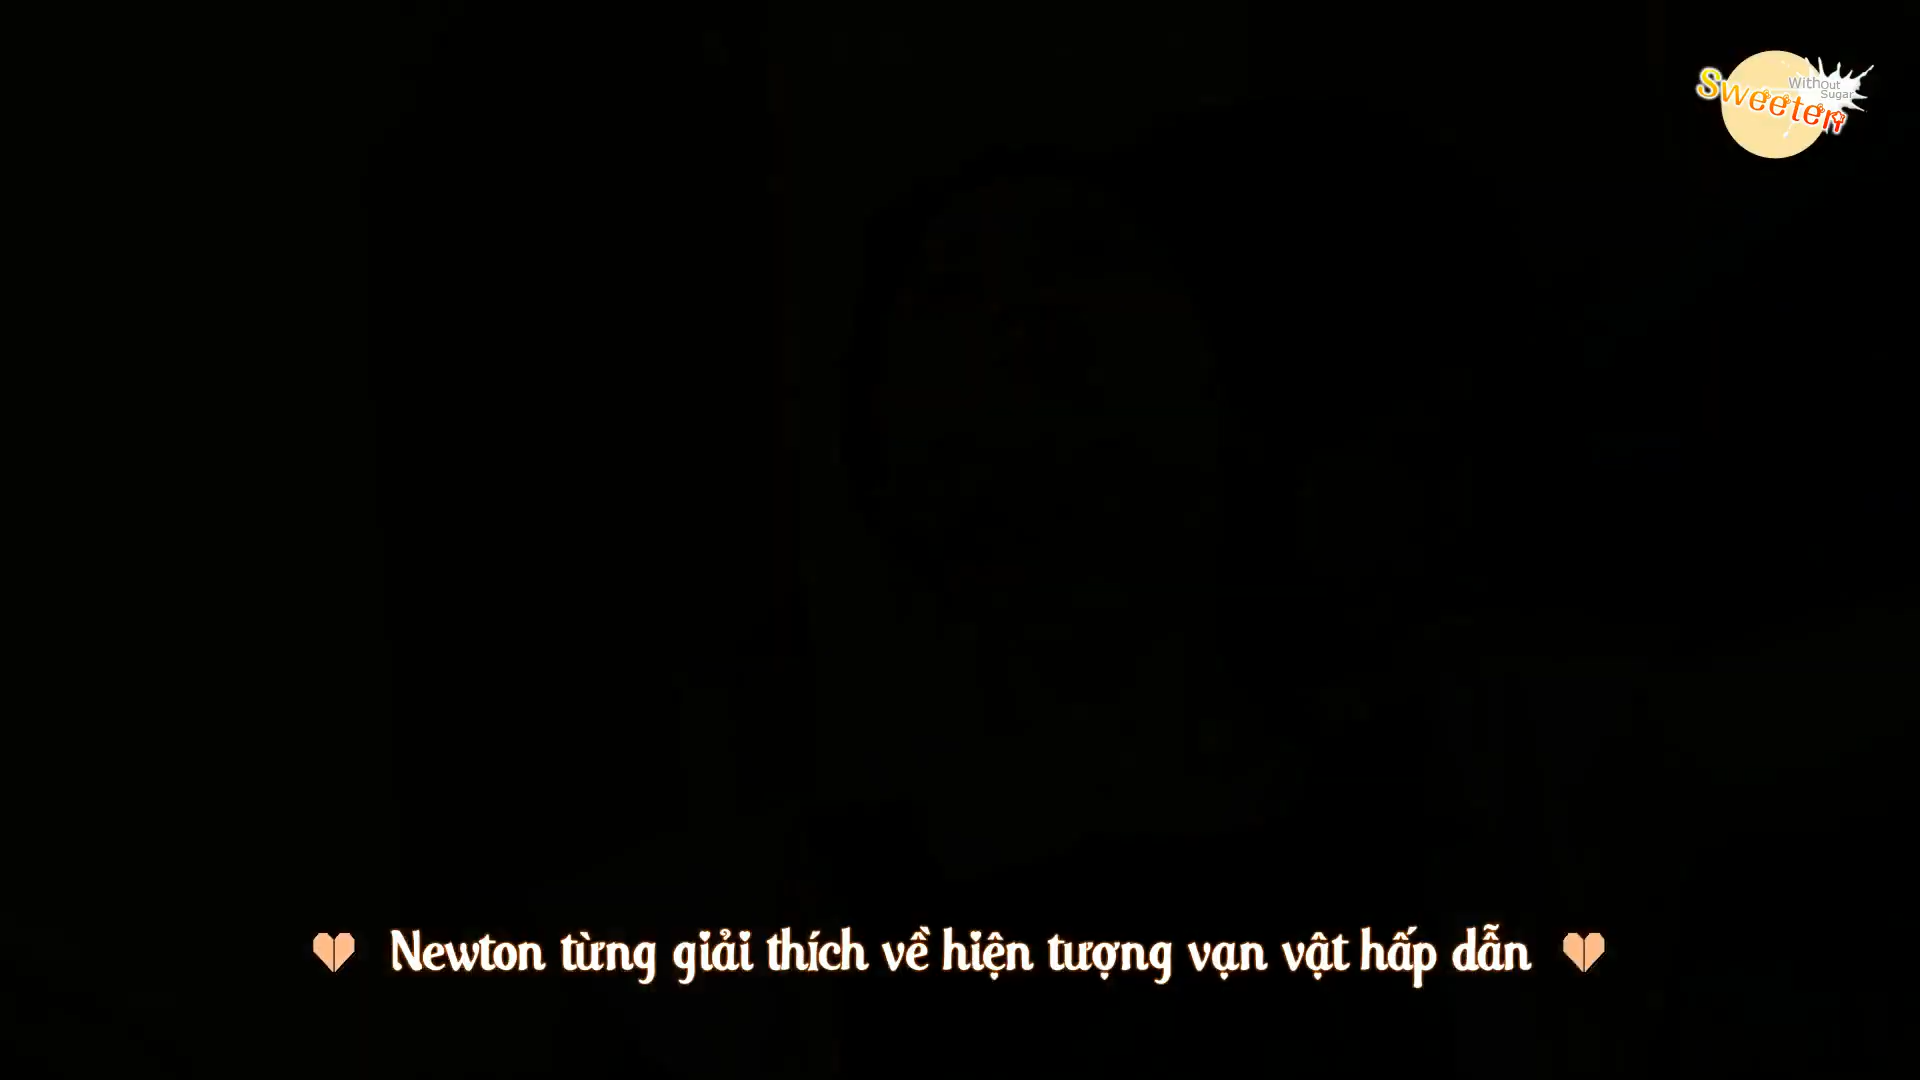 Without
Sugar
Sweeten
Newton từng giải thích về hiện tượng vạn vật hấp dẫn